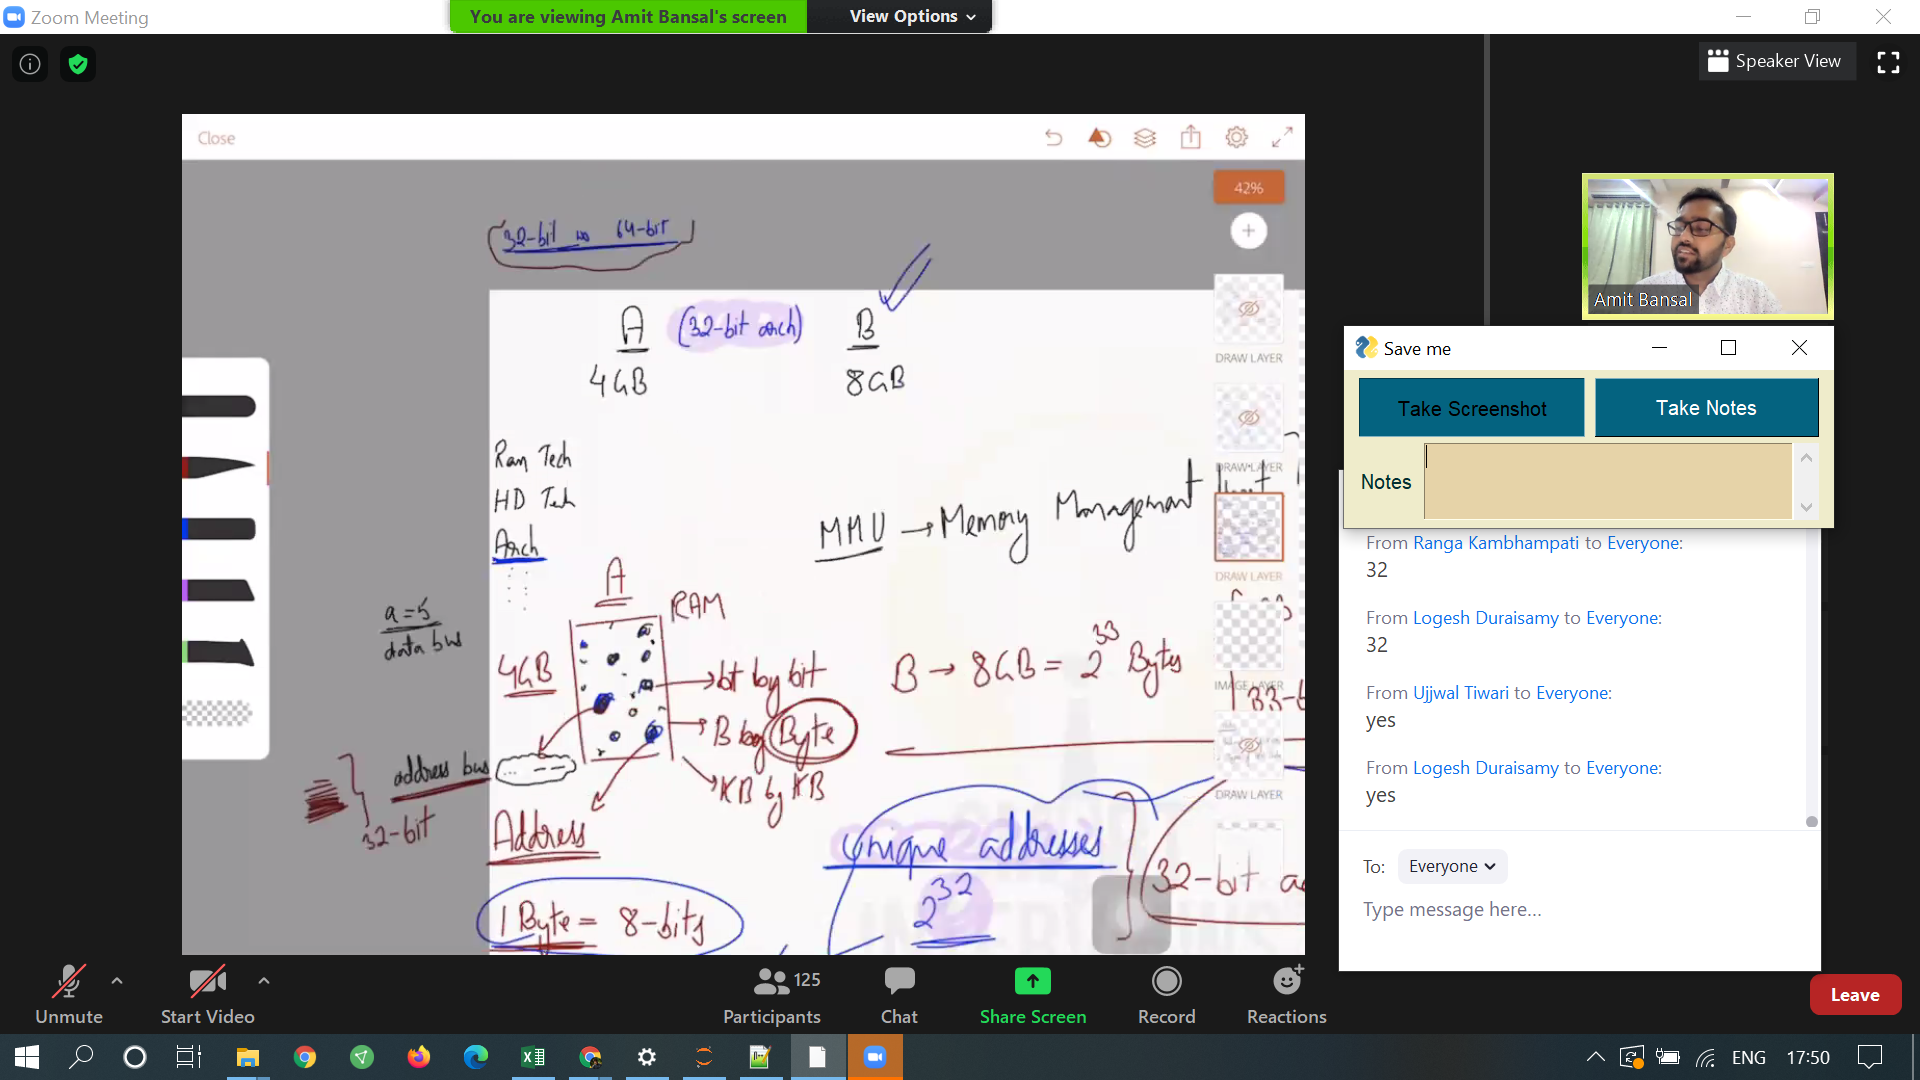 Zoom Meeting
You are viewing Amit Bansal's screen
View Options
Speaker View
Close
42%
32-bit vs 64-bit
A (32-bit arch) B
4GB 8GB
DRAW LAYER
Ram Tech
HD Tech
Arch
DRAW LAYER
MMU → Memory Management Unit
DRAW LAYER
A
RAM
a = 5
data bus
4GB
bit by bit
B → 8GB = 2^33 Bytes
IMAGE LAYER
33-b
B by Byte
address bus
KB by KB
DRAW LAYER
32-bit
Address
Unique addresses
2^32
32-bit a
1 Byte = 8-bits
Amit Bansal
Save me
Take Screenshot
Take Notes
Notes
From Ranga Kambhampati to Everyone:
32
From Logesh Duraisamy to Everyone:
32
From Ujjwal Tiwari to Everyone:
yes
From Logesh Duraisamy to Everyone:
yes
To: Everyone
Type message here...
Unmute
Start Video
125
Participants
Chat
Share Screen
Record
Reactions
Leave
ENG
17:50